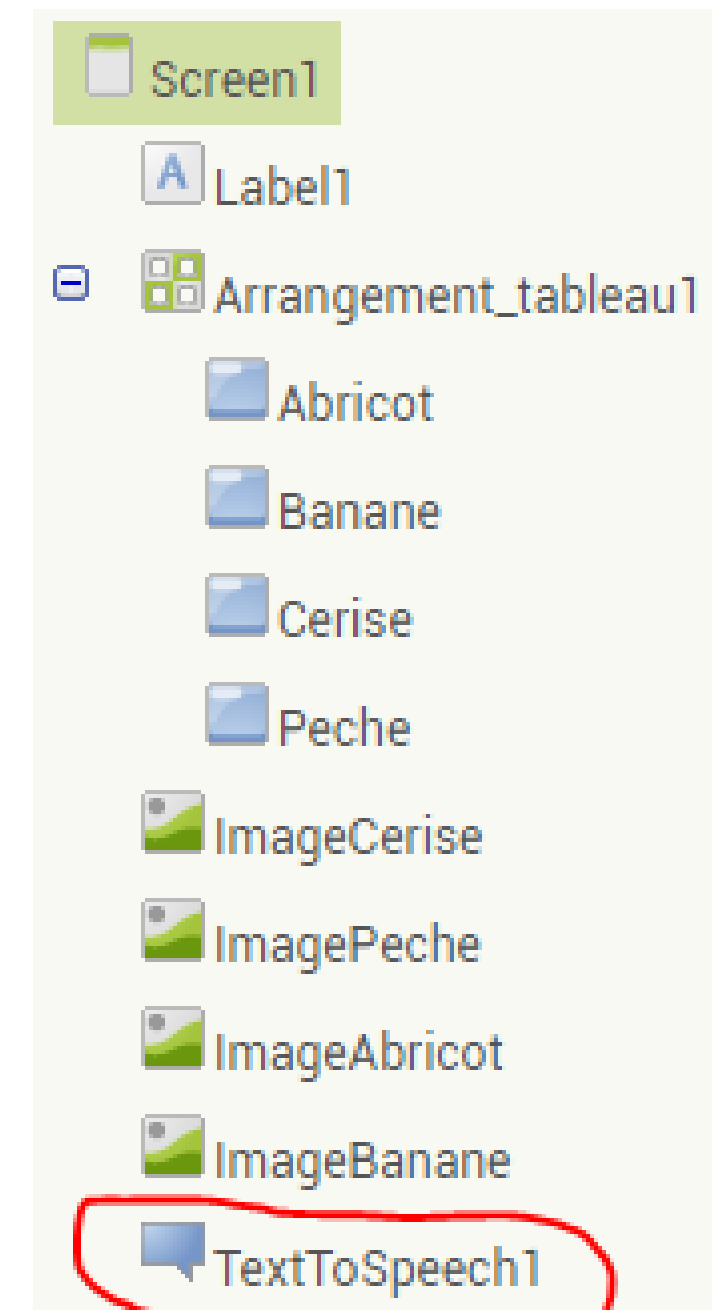 Screen1
Label1
Arrangement_tableau1
Abricot
Banane
Cerise
Peche
ImageCerise
ImagePeche
ImageAbricot
ImageBanane
TextToSpeech1